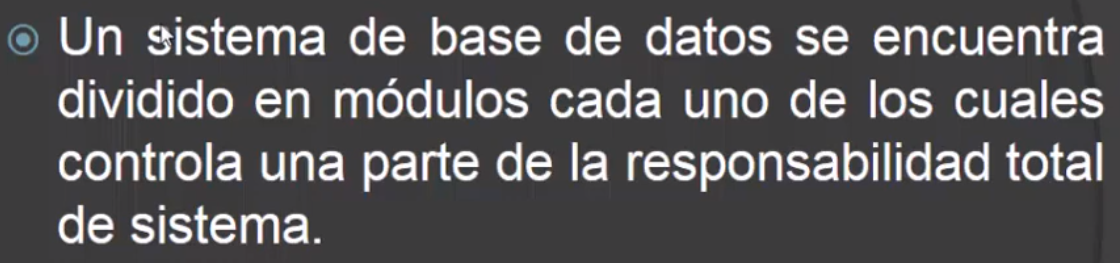 Un sistema de base de datos se encuentra
dividido en módulos cada uno de los cuales
controla una parte de la responsabilidad total
de sistema.